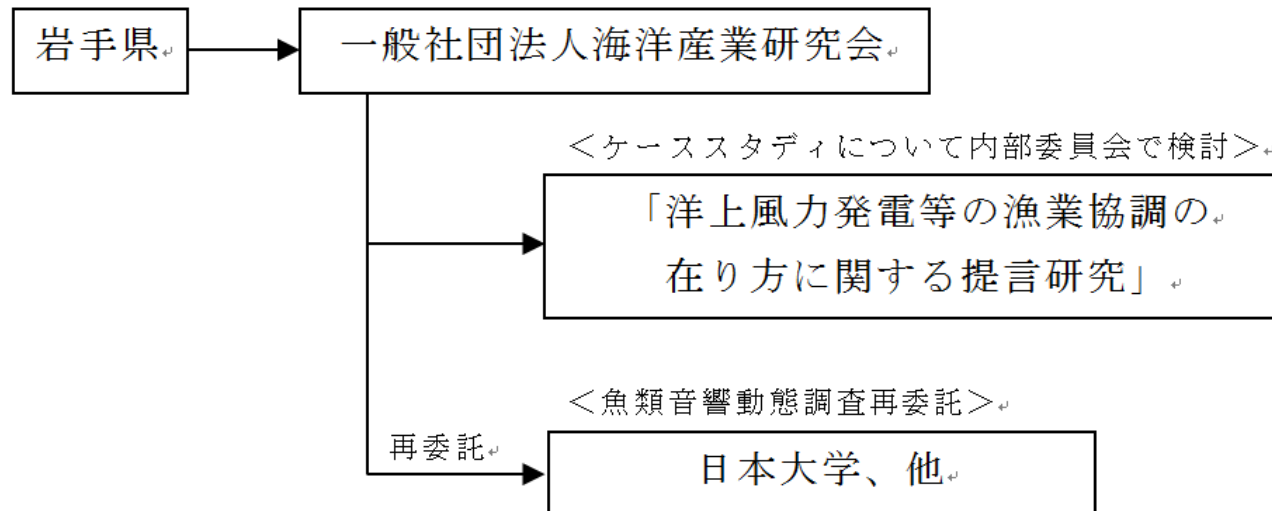 岩手県
一般社団法人海洋産業研究会
＜ケーススタディについて内部委員会で検討＞
「洋上風力発電等の漁業協調の
在り方に関する提言研究」
＜魚類音響動態調査再委託＞
再委託
日本大学、他